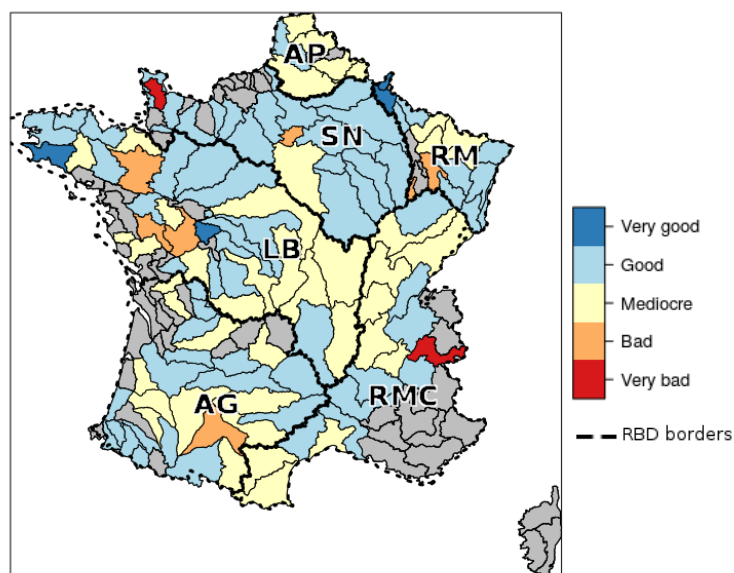 AP
SN
RM
LB
AG
RMC
Very good
Good
Mediocre
Bad
Very bad
RBD borders